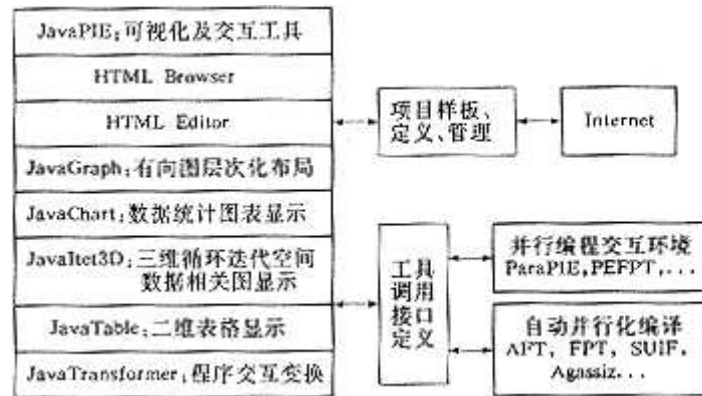 JavaPIE:可视化及交互工具
HTML Browser
HTML Editor
JavaGraph:有向图层次化布局
JavaChart:数据统计图表显示
JavaItet3D:三维循环迭代空间
数据相关图显示
JavaTable:二维表格显示
JavaTransformer:程序交互变换
项目样板、
定义、管理
Internet
工具
调用
接口
定义
并行编程交互环境
ParaPIE,PEFPT,...
自动并行化编译
AFT, FPT, SUIF,
Agassiz...